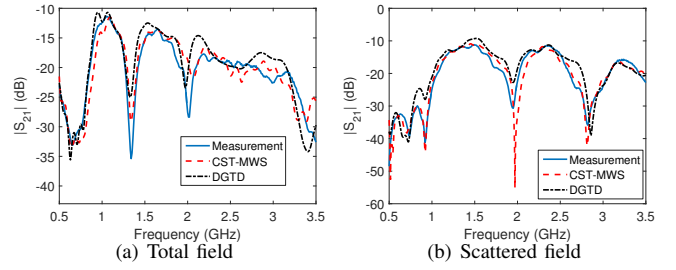 -10
-15
-20
-25
-30
-35
-40
|S21| (dB)
0.5 1 1.5 2 2.5 3 3.5
Frequency (GHz)
Measurement
CST-MWS
DGTD
(a) Total field
0
-10
-20
-30
-40
-50
-60
|S21| (dB)
0.5 1 1.5 2 2.5 3 3.5
Frequency (GHz)
Measurement
CST-MWS
DGTD
(b) Scattered field